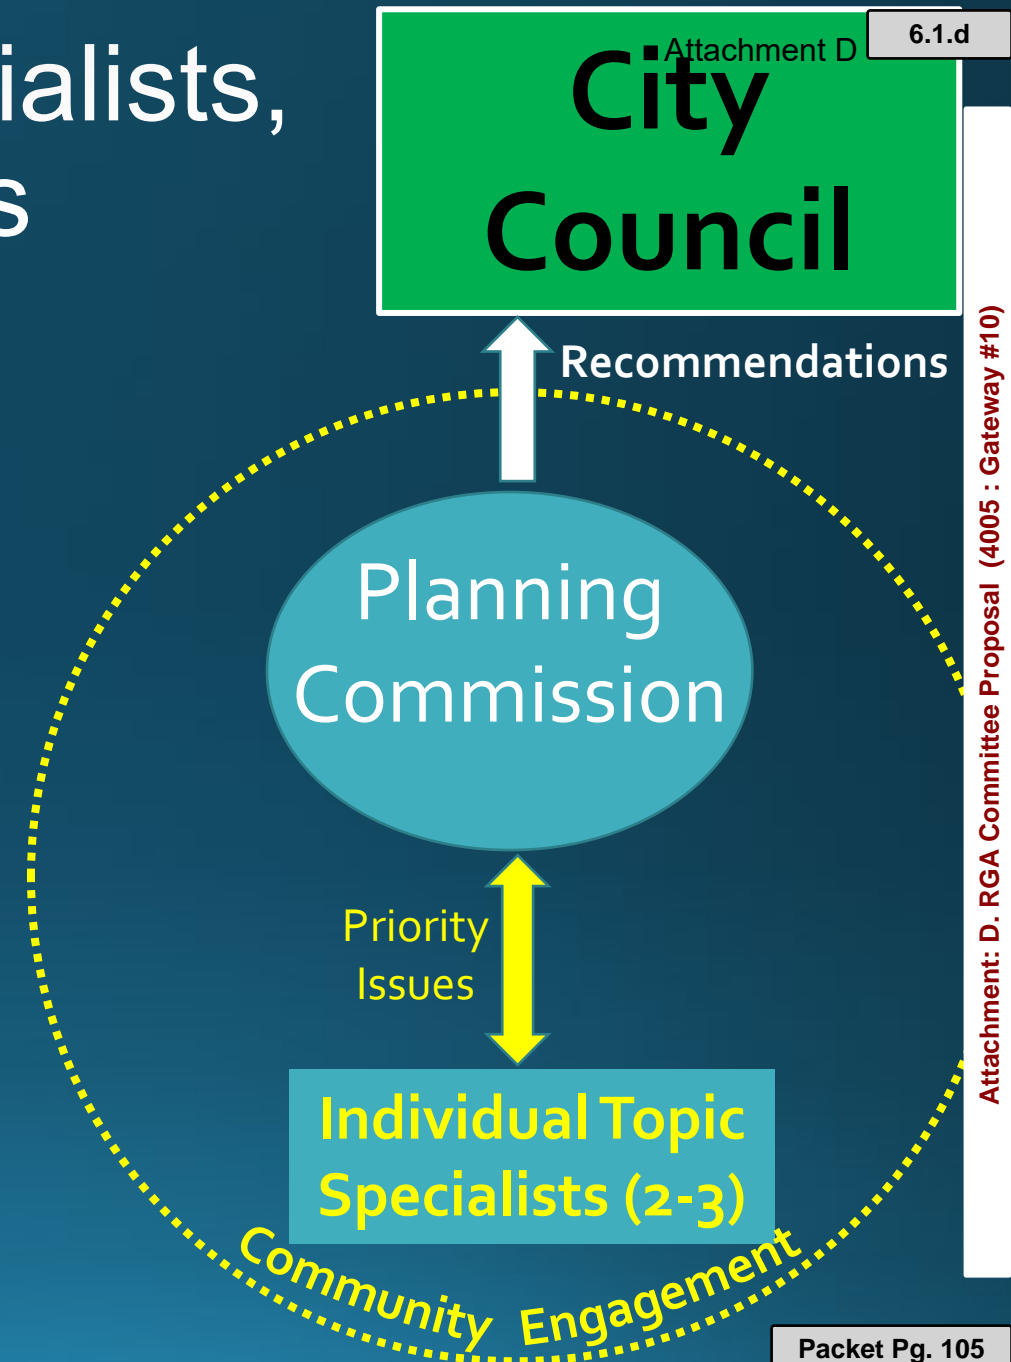 6.1.d
Attachment D
ialists,
s
City
Council
Recommendations
Planning
Commission
Priority
Issues
Individual Topic
Specialists (2-3)
Community Engagement
Attachment: D. RGA Committee Proposal (4005 : Gateway #10)
Packet Pg. 105